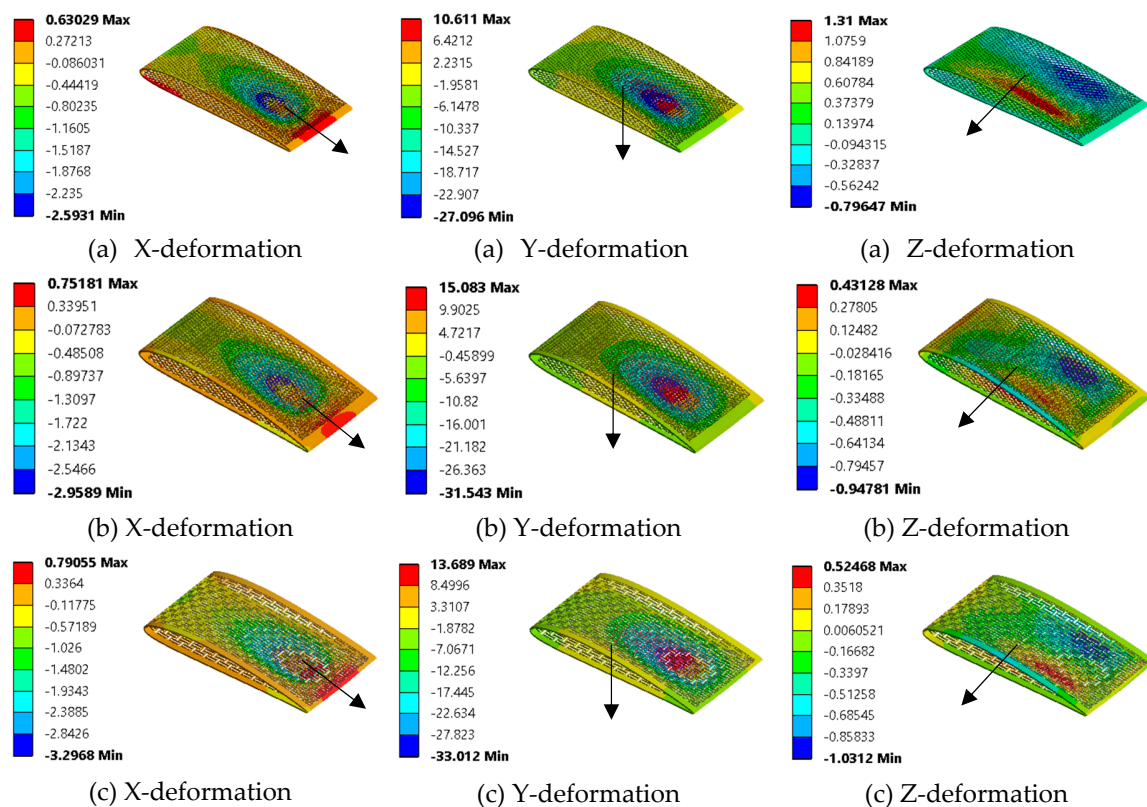 0.63029 Max
0.27213
-0.086031
-0.44419
-0.80235
-1.1605
-1.5187
-1.8768
-2.235
-2.5931 Min
(a) X-deformation
10.611 Max
6.4212
2.2315
-1.9581
-6.1478
-10.337
-14.527
-18.717
-22.907
-27.096 Min
(a) Y-deformation
1.31 Max
1.0759
0.84189
0.60784
0.37379
0.13974
-0.094315
-0.32837
-0.56242
-0.79647 Min
(a) Z-deformation
0.75181 Max
0.33951
-0.072783
-0.48508
-0.89737
-1.3097
-1.722
-2.1343
-2.5466
-2.9589 Min
(b) X-deformation
15.083 Max
9.9025
4.7217
-0.45899
-5.6397
-10.82
-16.001
-21.182
-26.363
-31.543 Min
(b) Y-deformation
0.43128 Max
0.27805
0.12482
-0.028416
-0.18165
-0.33488
-0.48811
-0.64134
-0.79457
-0.94781 Min
(b) Z-deformation
0.79055 Max
0.3364
-0.11775
-0.57189
-1.026
-1.4802
-1.9343
-2.3885
-2.8426
-3.2968 Min
(c) X-deformation
13.689 Max
8.4996
3.3107
-1.8782
-7.0671
-12.256
-17.445
-22.634
-27.823
-33.012 Min
(c) Y-deformation
0.52468 Max
0.3518
0.17893
0.0060521
-0.16682
-0.3397
-0.51258
-0.68545
-0.85833
-1.0312 Min
(c) Z-deformation